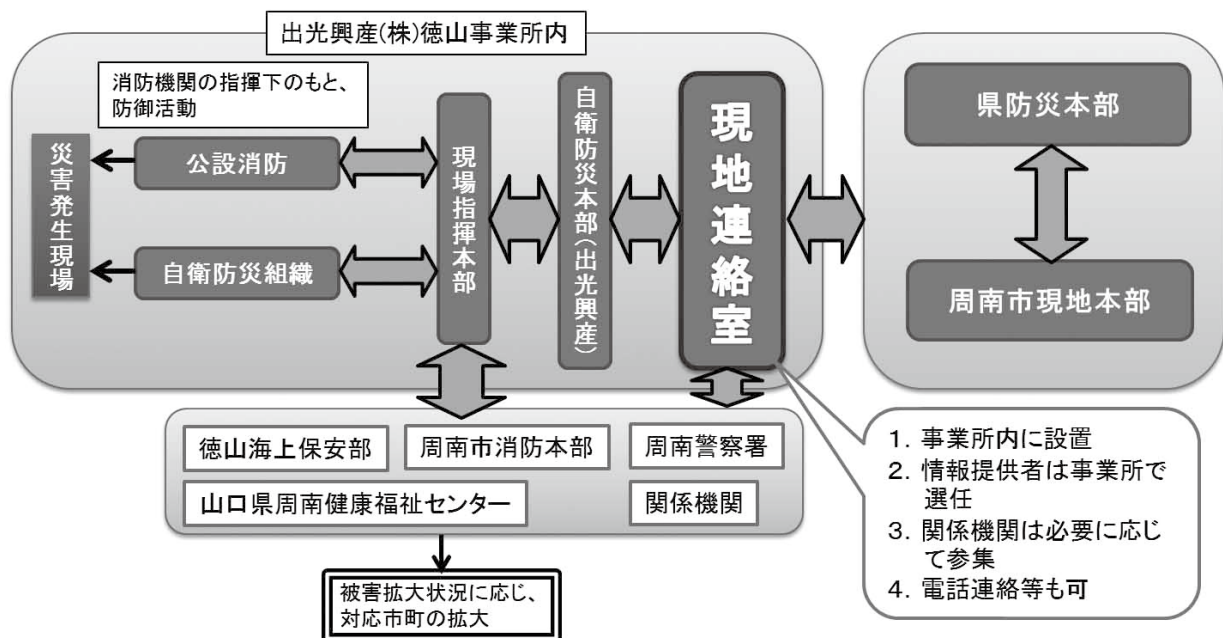 出光興産(株)徳山事業所内
消防機関の指揮下のもと、
防御活動
災害発生現場
公設消防
自衛防災組織
現場指揮本部
自衛防災本部(出光興産)
現地連絡室
県防災本部
周南市現地本部
徳山海上保安部
周南市消防本部
周南警察署
山口県周南健康福祉センター
関係機関
被害拡大状況に応じ、
対応市町の拡大
1. 事業所内に設置
2. 情報提供者は事業所で
選任
3. 関係機関は必要に応じ
て参集
4. 電話連絡等も可